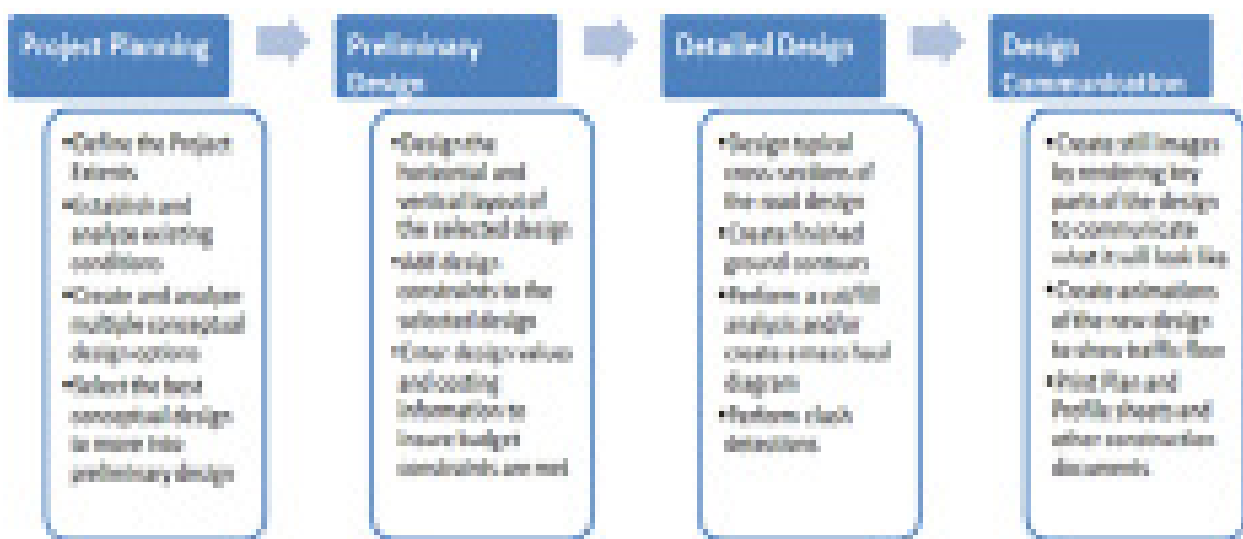 Project Planning
•Define the Project
Extents
•Establish and
analyze existing
conditions
•Create and analyze
multiple conceptual
design options
•Select the best
conceptual design
to move into
preliminary design
Preliminary
Design
•Design the
horizontal and
vertical layout of
the selected design
•Add design
constraints to the
selected design
•Enter design values
and costing
information to
insure budget
constraints are met
Detailed Design
•Design typical
cross sections of
the road design
•Create finished
ground contours
•Perform a cut/fill
analysis and/or
create a mass haul
diagram
•Perform clash
detections
Design
Communication
•Create still images
by rendering key
parts of the design
to communicate
what it will look like
•Create animations
of the new design
to show traffic flow
•Print Plan and
Profile sheets and
other construction
documents